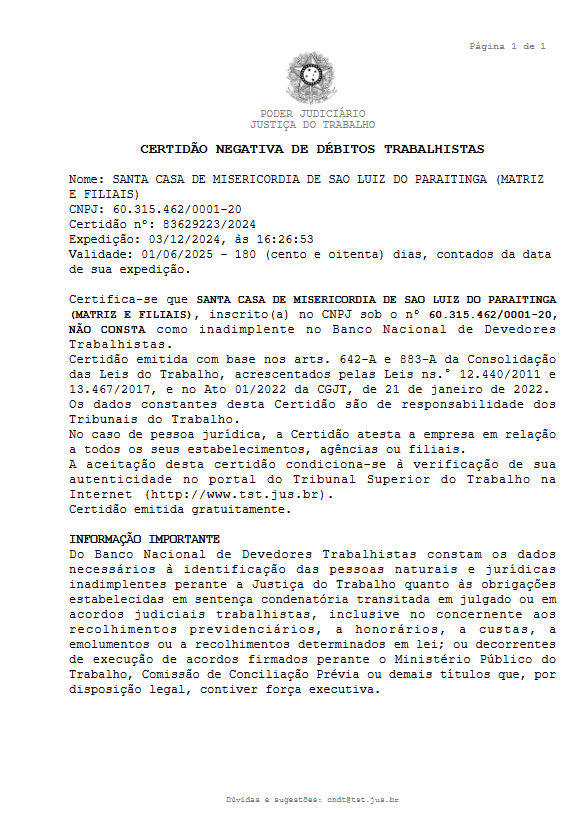 Página 1 de 1
PODER JUDICIÁRIO
JUSTIÇA DO TRABALHO
CERTIDÃO NEGATIVA DE DÉBITOS TRABALHISTAS
Nome: SANTA CASA DE MISERICORDIA DE SAO LUIZ DO PARAITINGA (MATRIZ
E FILIAIS)
CNPJ: 60.315.462/0001-20
Certidão nº: 83629223/2024
Expedição: 03/12/2024, às 16:26:53
Validade: 01/06/2025 - 180 (cento e oitenta) dias, contados da data
de sua expedição.
Certifica-se que SANTA CASA DE MISERICORDIA DE SAO LUIZ DO PARAITINGA
(MATRIZ E FILIAIS), inscrito(a) no CNPJ sob o nº 60.315.462/0001-20,
NÃO CONSTA como inadimplente no Banco Nacional de Devedores
Trabalhistas.
Certidão emitida com base nos arts. 642-A e 883-A da Consolidação
das Leis do Trabalho, acrescentados pelas Leis ns.° 12.440/2011 e
13.467/2017, e no Ato 01/2022 da CGJT, de 21 de janeiro de 2022.
Os dados constantes desta Certidão são de responsabilidade dos
Tribunais do Trabalho.
No caso de pessoa jurídica, a Certidão atesta a empresa em relação
a todos os seus estabelecimentos, agências ou filiais.
A aceitação desta certidão condiciona-se à verificação de sua
autenticidade no portal do Tribunal Superior do Trabalho na
Internet (http://www.tst.jus.br).
Certidão emitida gratuitamente.
INFORMAÇÃO IMPORTANTE
Do Banco Nacional de Devedores Trabalhistas constam os dados
necessários à identificação das pessoas naturais e jurídicas
inadimplentes perante a Justiça do Trabalho quanto às obrigações
estabelecidas em sentença condenatória transitada em julgado ou em
acordos judiciais trabalhistas, inclusive no concernente aos
recolhimentos previdenciários, a honorários, a custas, a
emolumentos ou a recolhimentos determinados em lei; ou decorrentes
de execução de acordos firmados perante o Ministério Público do
Trabalho, Comissão de Conciliação Prévia ou demais títulos que, por
disposição legal, contiver força executiva.
Dúvidas e sugestões: cndt@tst.jus.br